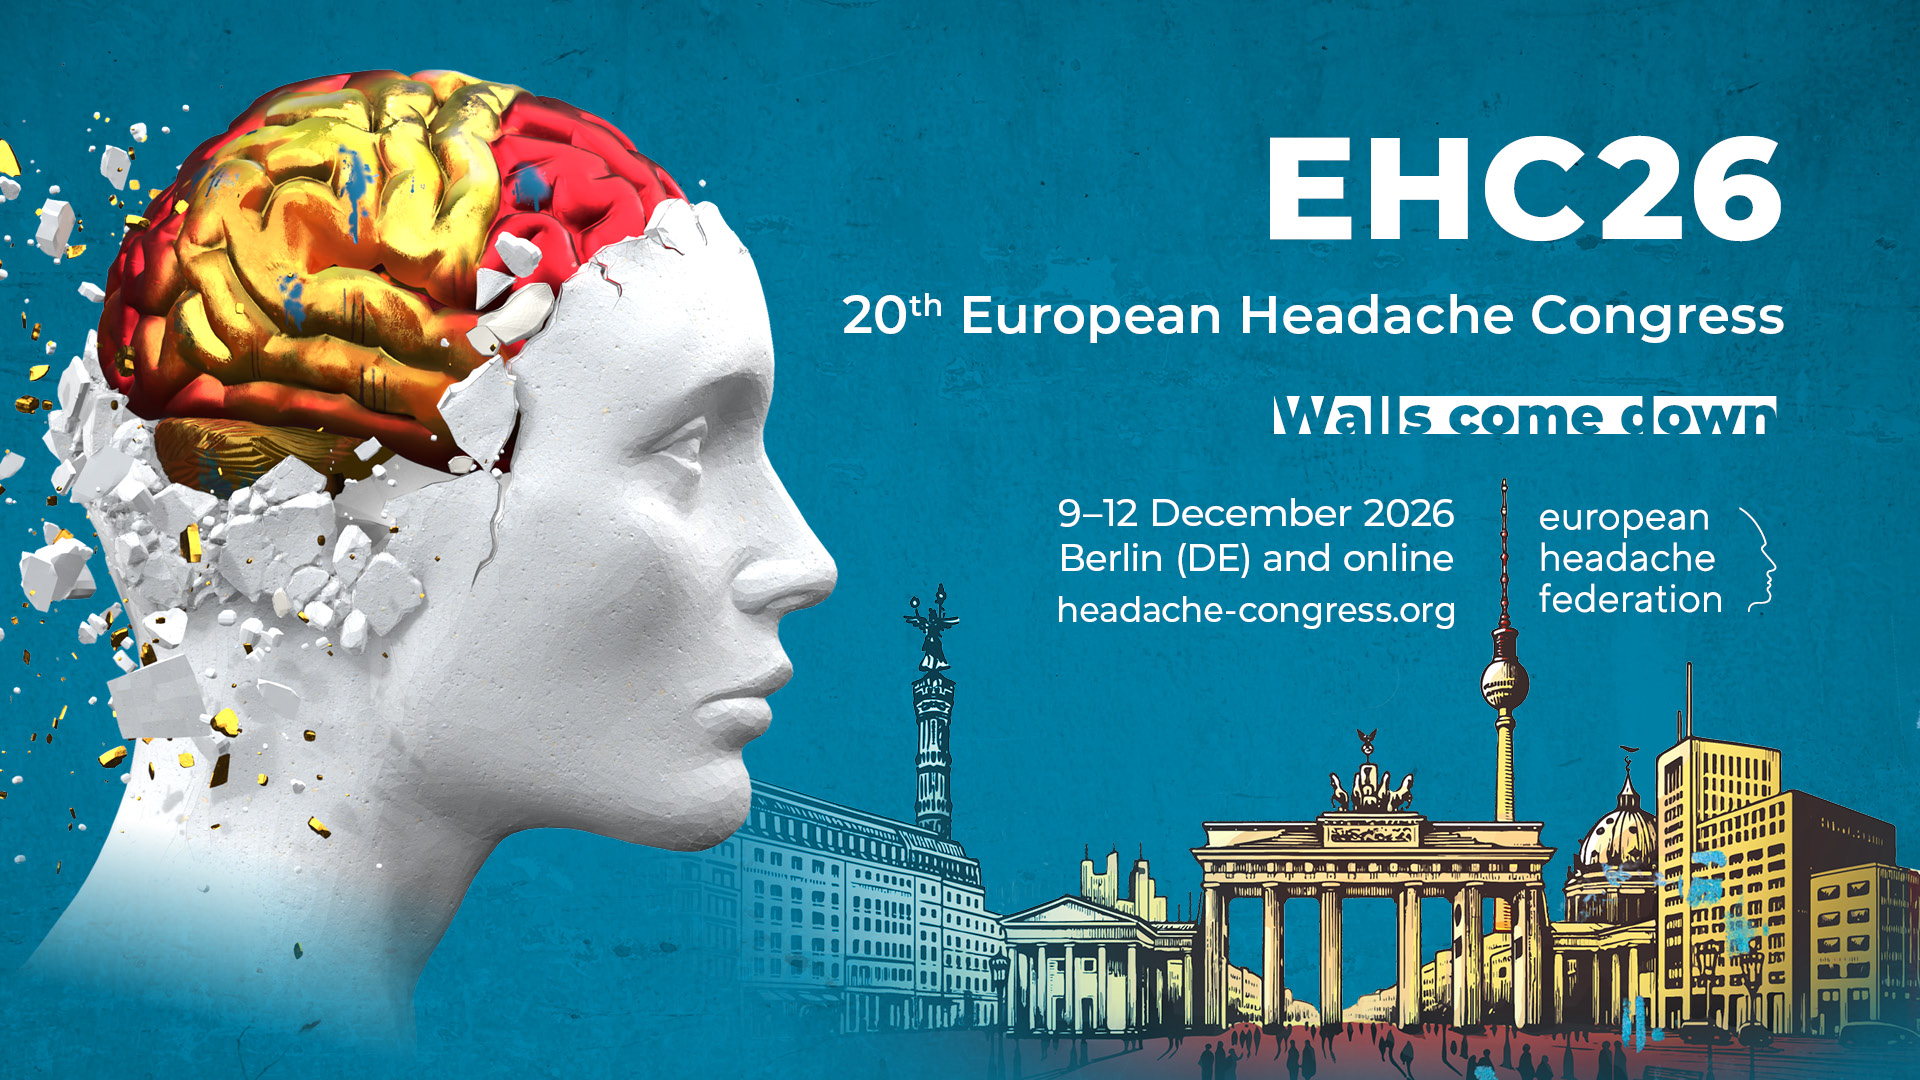 EHC26
20th European Headache Congress
Walls come down
9–12 December 2026
Berlin (DE) and online
headache-congress.org
european
headache
federation